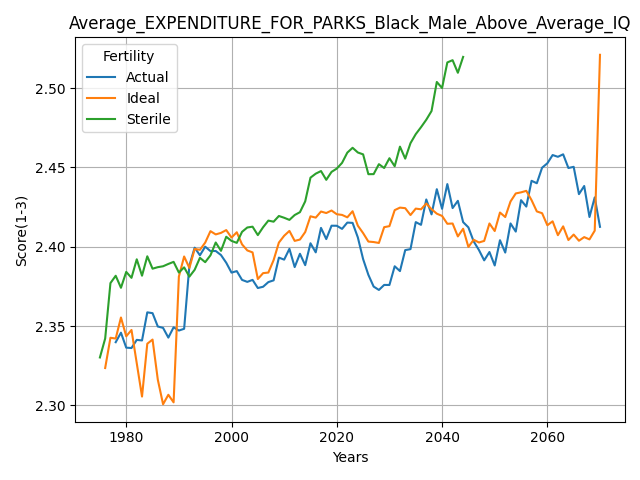 Average_EXPENDITURE_FOR_PARKS_Black_Male_Above_Average_IQ
Fertility
Actual
Ideal
Sterile
Score(1-3)
2.50
2.45
2.40
2.35
2.30
1980 2000 2020 2040 2060
Years